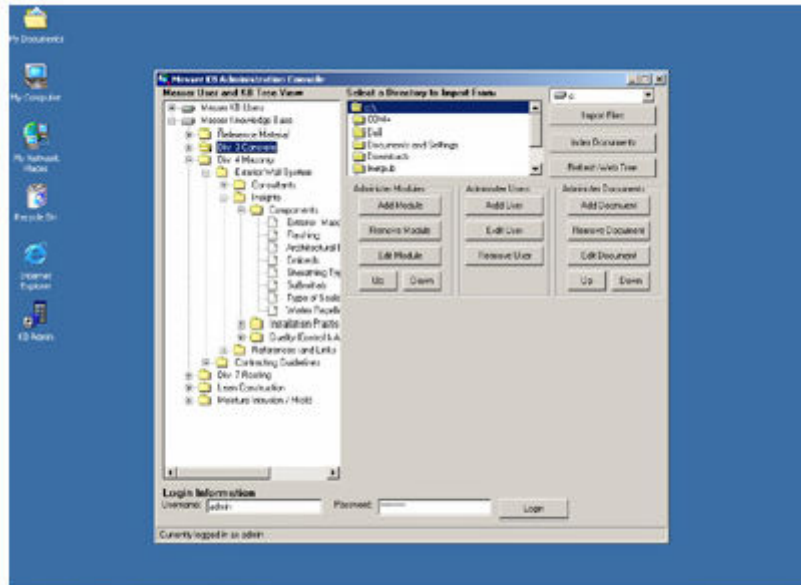 My Documents
My Computer
My Network
Places
Recycle Bin
Internet
Explorer
KB Admin
Messer KB Administration Console
Messer User and KB Tree View
Messer KB Users
Messer Knowledge Base
Reference Material
Div 3 Concrete
Div 4 Masonry
Exterior Wall System
Consultants
Insights
Components
Exterior
Flashing
Architectural
Sheathing
Submittals
Type of
Water
Installation
Quality Control
References and Links
Contracting Guidelines
Div 7 Roofing
Lean Construction
Moisture Intrusion / Mold
Select a Directory to Import From:
c:\
COM+
Dell
Documents and Settings
Downloads
Inetpub
c:
Import Files
Index Documents
Refresh Web Tree
Administer Modules
Add Module
Remove Module
Edit Module
Up Down
Administer Users
Add User
Edit User
Remove User
Administer Documents
Add Document
Remove Document
Edit Document
Up Down
Login Information
Username: admin
Password:
Login
Currently logged in as admin